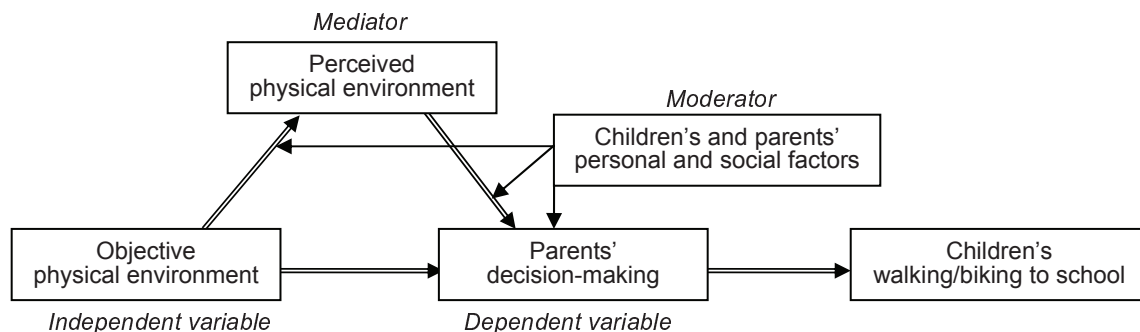 Mediator
Perceived
physical environment
Moderator
Children's and parents'
personal and social factors
Objective
physical environment
Independent variable
Parents'
decision-making
Dependent variable
Children's
walking/biking to school